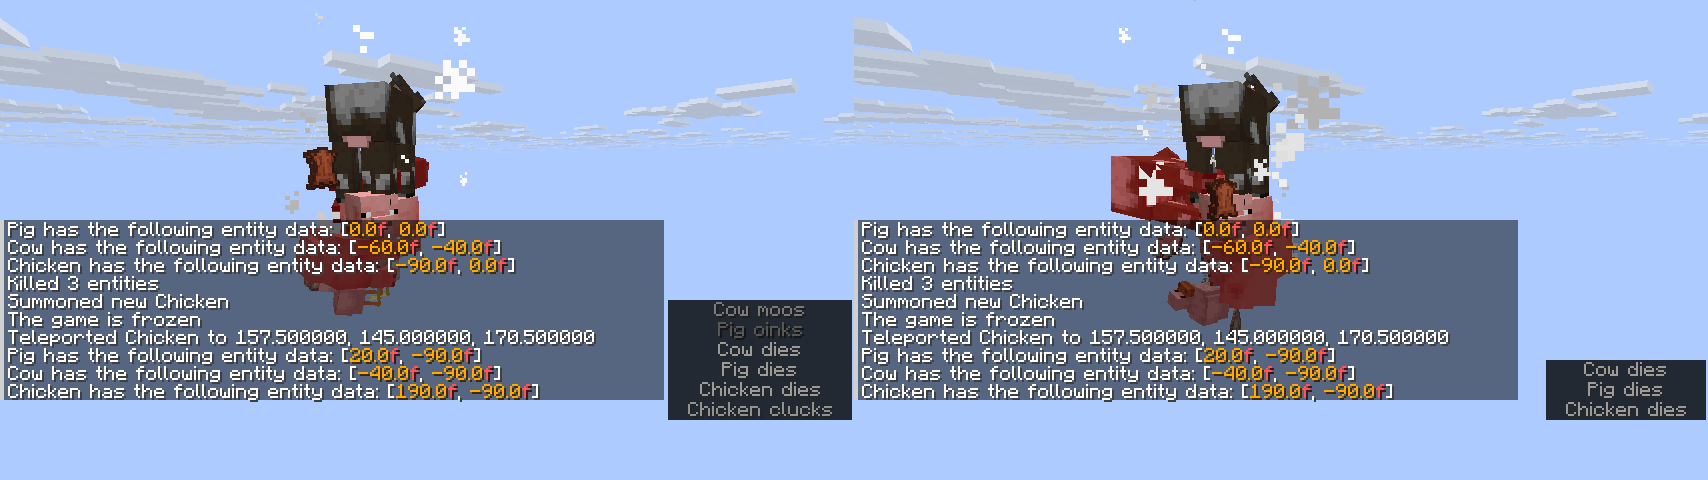 Pig has the following entity data: [0.0f, 0.0f]
Cow has the following entity data: [-60.0f, -40.0f]
Chicken has the following entity data: [-90.0f, 0.0f]
Killed 3 entities
Summoned new Chicken
The game is frozen
Teleported Chicken to 157.500000, 145.000000, 170.500000
Pig has the following entity data: [20.0f, -90.0f]
Cow has the following entity data: [-40.0f, -90.0f]
Chicken has the following entity data: [190.0f, -90.0f]
Cow moos
Pig oinks
Cow dies
Pig dies
Chicken dies
Chicken clucks
Pig has the following entity data: [0.0f, 0.0f]
Cow has the following entity data: [-60.0f, -40.0f]
Chicken has the following entity data: [-90.0f, 0.0f]
Killed 3 entities
Summoned new Chicken
The game is frozen
Teleported Chicken to 157.500000, 145.000000, 170.500000
Pig has the following entity data: [20.0f, -90.0f]
Cow has the following entity data: [-40.0f, -90.0f]
Chicken has the following entity data: [190.0f, -90.0f]
Cow dies
Pig dies
Chicken dies